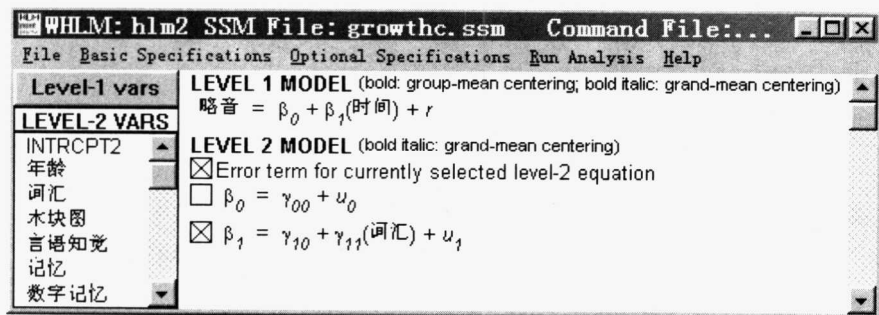 WHLM: hlm2 SSM File: growthc.ssm Command File:...
File Basic Specifications Optional Specifications Run Analysis Help
Level-1 vars
LEVEL-2 VARS
INTRCPT2
年龄
词汇
木块图
言语知觉
记忆
数字记忆
LEVEL 1 MODEL (bold: group-mean centering; bold italic: grand-mean centering)
略音 = β0 + β1(时间) + r
LEVEL 2 MODEL (bold italic: grand-mean centering)
Error term for currently selected level-2 equation
β0 = γ00 + u0
β1 = γ10 + γ11(词汇) + u1